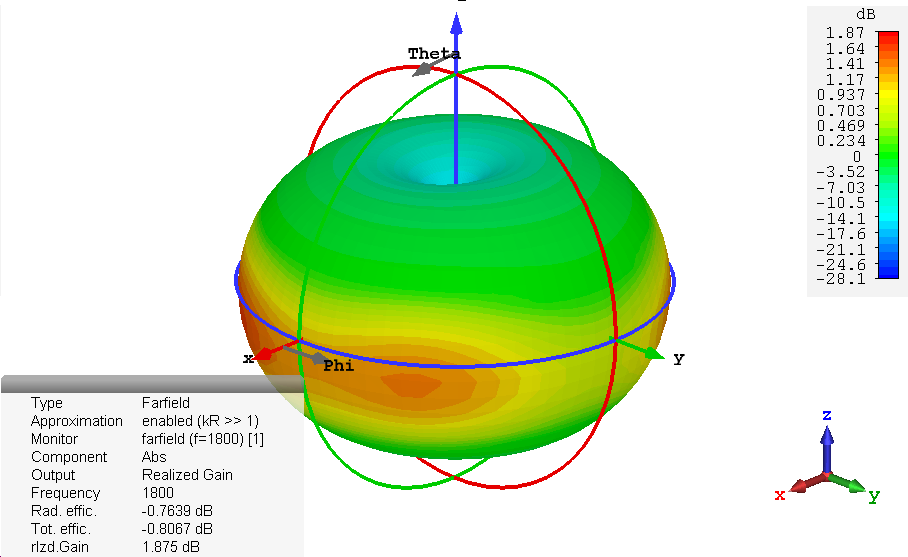 dB
1.87
1.64
1.41
1.17
0.937
0.703
0.469
0.234
0
-3.52
-7.03
-10.5
-14.1
-17.6
-21.1
-24.6
-28.1
Theta
x
Phi
y
Type Farfield
Approximation enabled (kR >> 1)
Monitor farfield (f=1800) [1]
Component Abs
Output Realized Gain
Frequency 1800
Rad. effic. -0.7639 dB
Tot. effic. -0.8067 dB
rlzd.Gain 1.875 dB
z
x
y